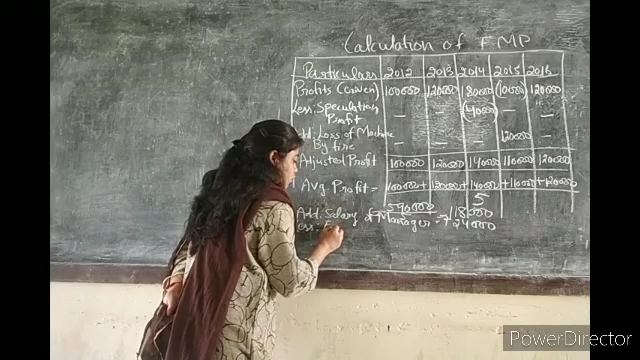 Calculation of FMP
Particulars 2012 2013 2014 2015 2016
Profits (Given) 100000 120000 180000 (10000) 120000
Less: Speculation Profit — — (40000) — —
Add: Loss of Machine By fire — — — 120000 —
Adjusted Profit 100000 120000 140000 110000 120000
Avg Profit = 100000 + 120000 + 140000 + 110000 + 120000
5
590000 118000
Add: Salary of Manager 24000
PowerDirector